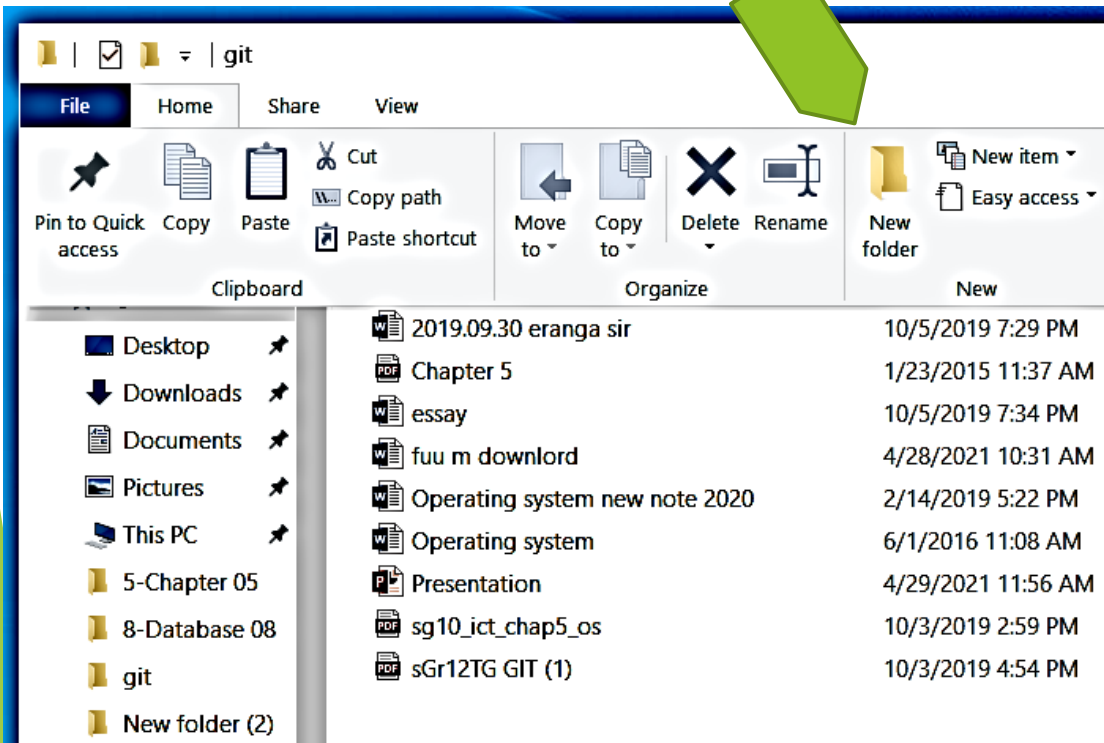 git
File Home Share View
Pin to Quick access
Copy
Paste
Cut
Copy path
Paste shortcut
Clipboard
Move to
Copy to
Delete
Rename
Organize
New folder
New item
Easy access
New
Desktop
Downloads
Documents
Pictures
This PC
5-Chapter 05
8-Database 08
git
New folder (2)
2019.09.30 eranga sir 10/5/2019 7:29 PM
Chapter 5 1/23/2015 11:37 AM
essay 10/5/2019 7:34 PM
fuu m downlord 4/28/2021 10:31 AM
Operating system new note 2020 2/14/2019 5:22 PM
Operating system 6/1/2016 11:08 AM
Presentation 4/29/2021 11:56 AM
sg10_ict_chap5_os 10/3/2019 2:59 PM
sGr12TG GIT (1) 10/3/2019 4:54 PM